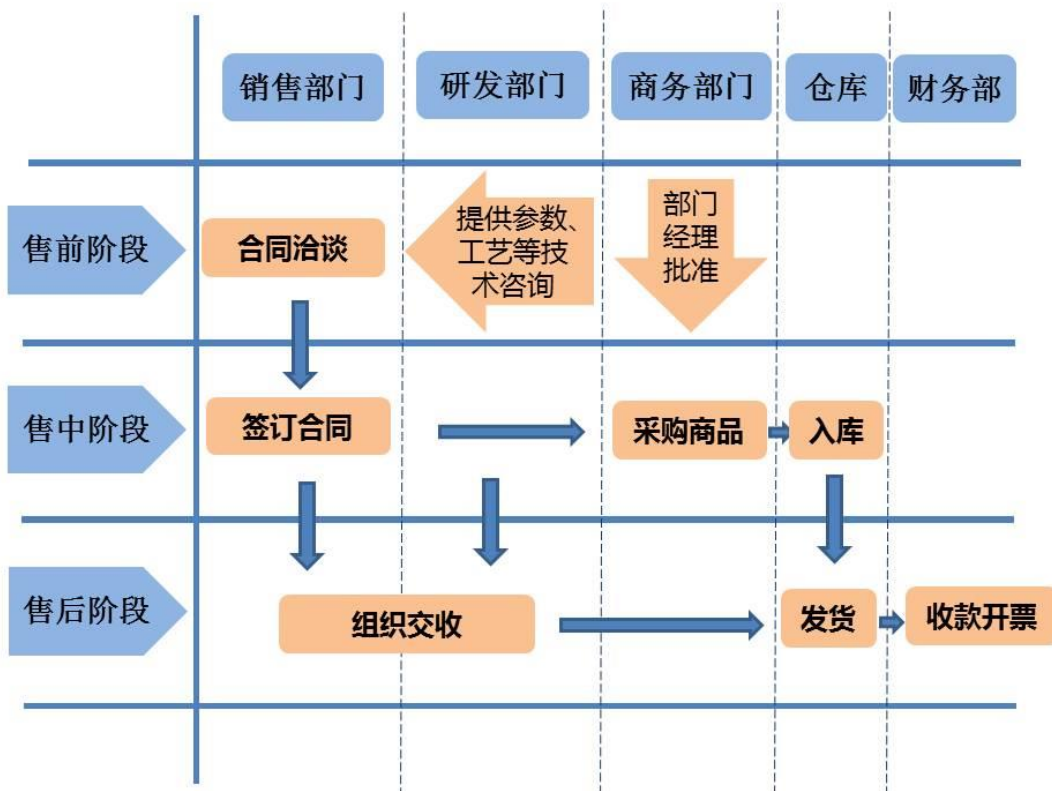 销售部门
研发部门
商务部门
仓库
财务部
售前阶段
合同洽谈
提供参数、
工艺等技
术咨询
部门
经理
批准
售中阶段
签订合同
采购商品
入库
售后阶段
组织交收
发货
收款开票